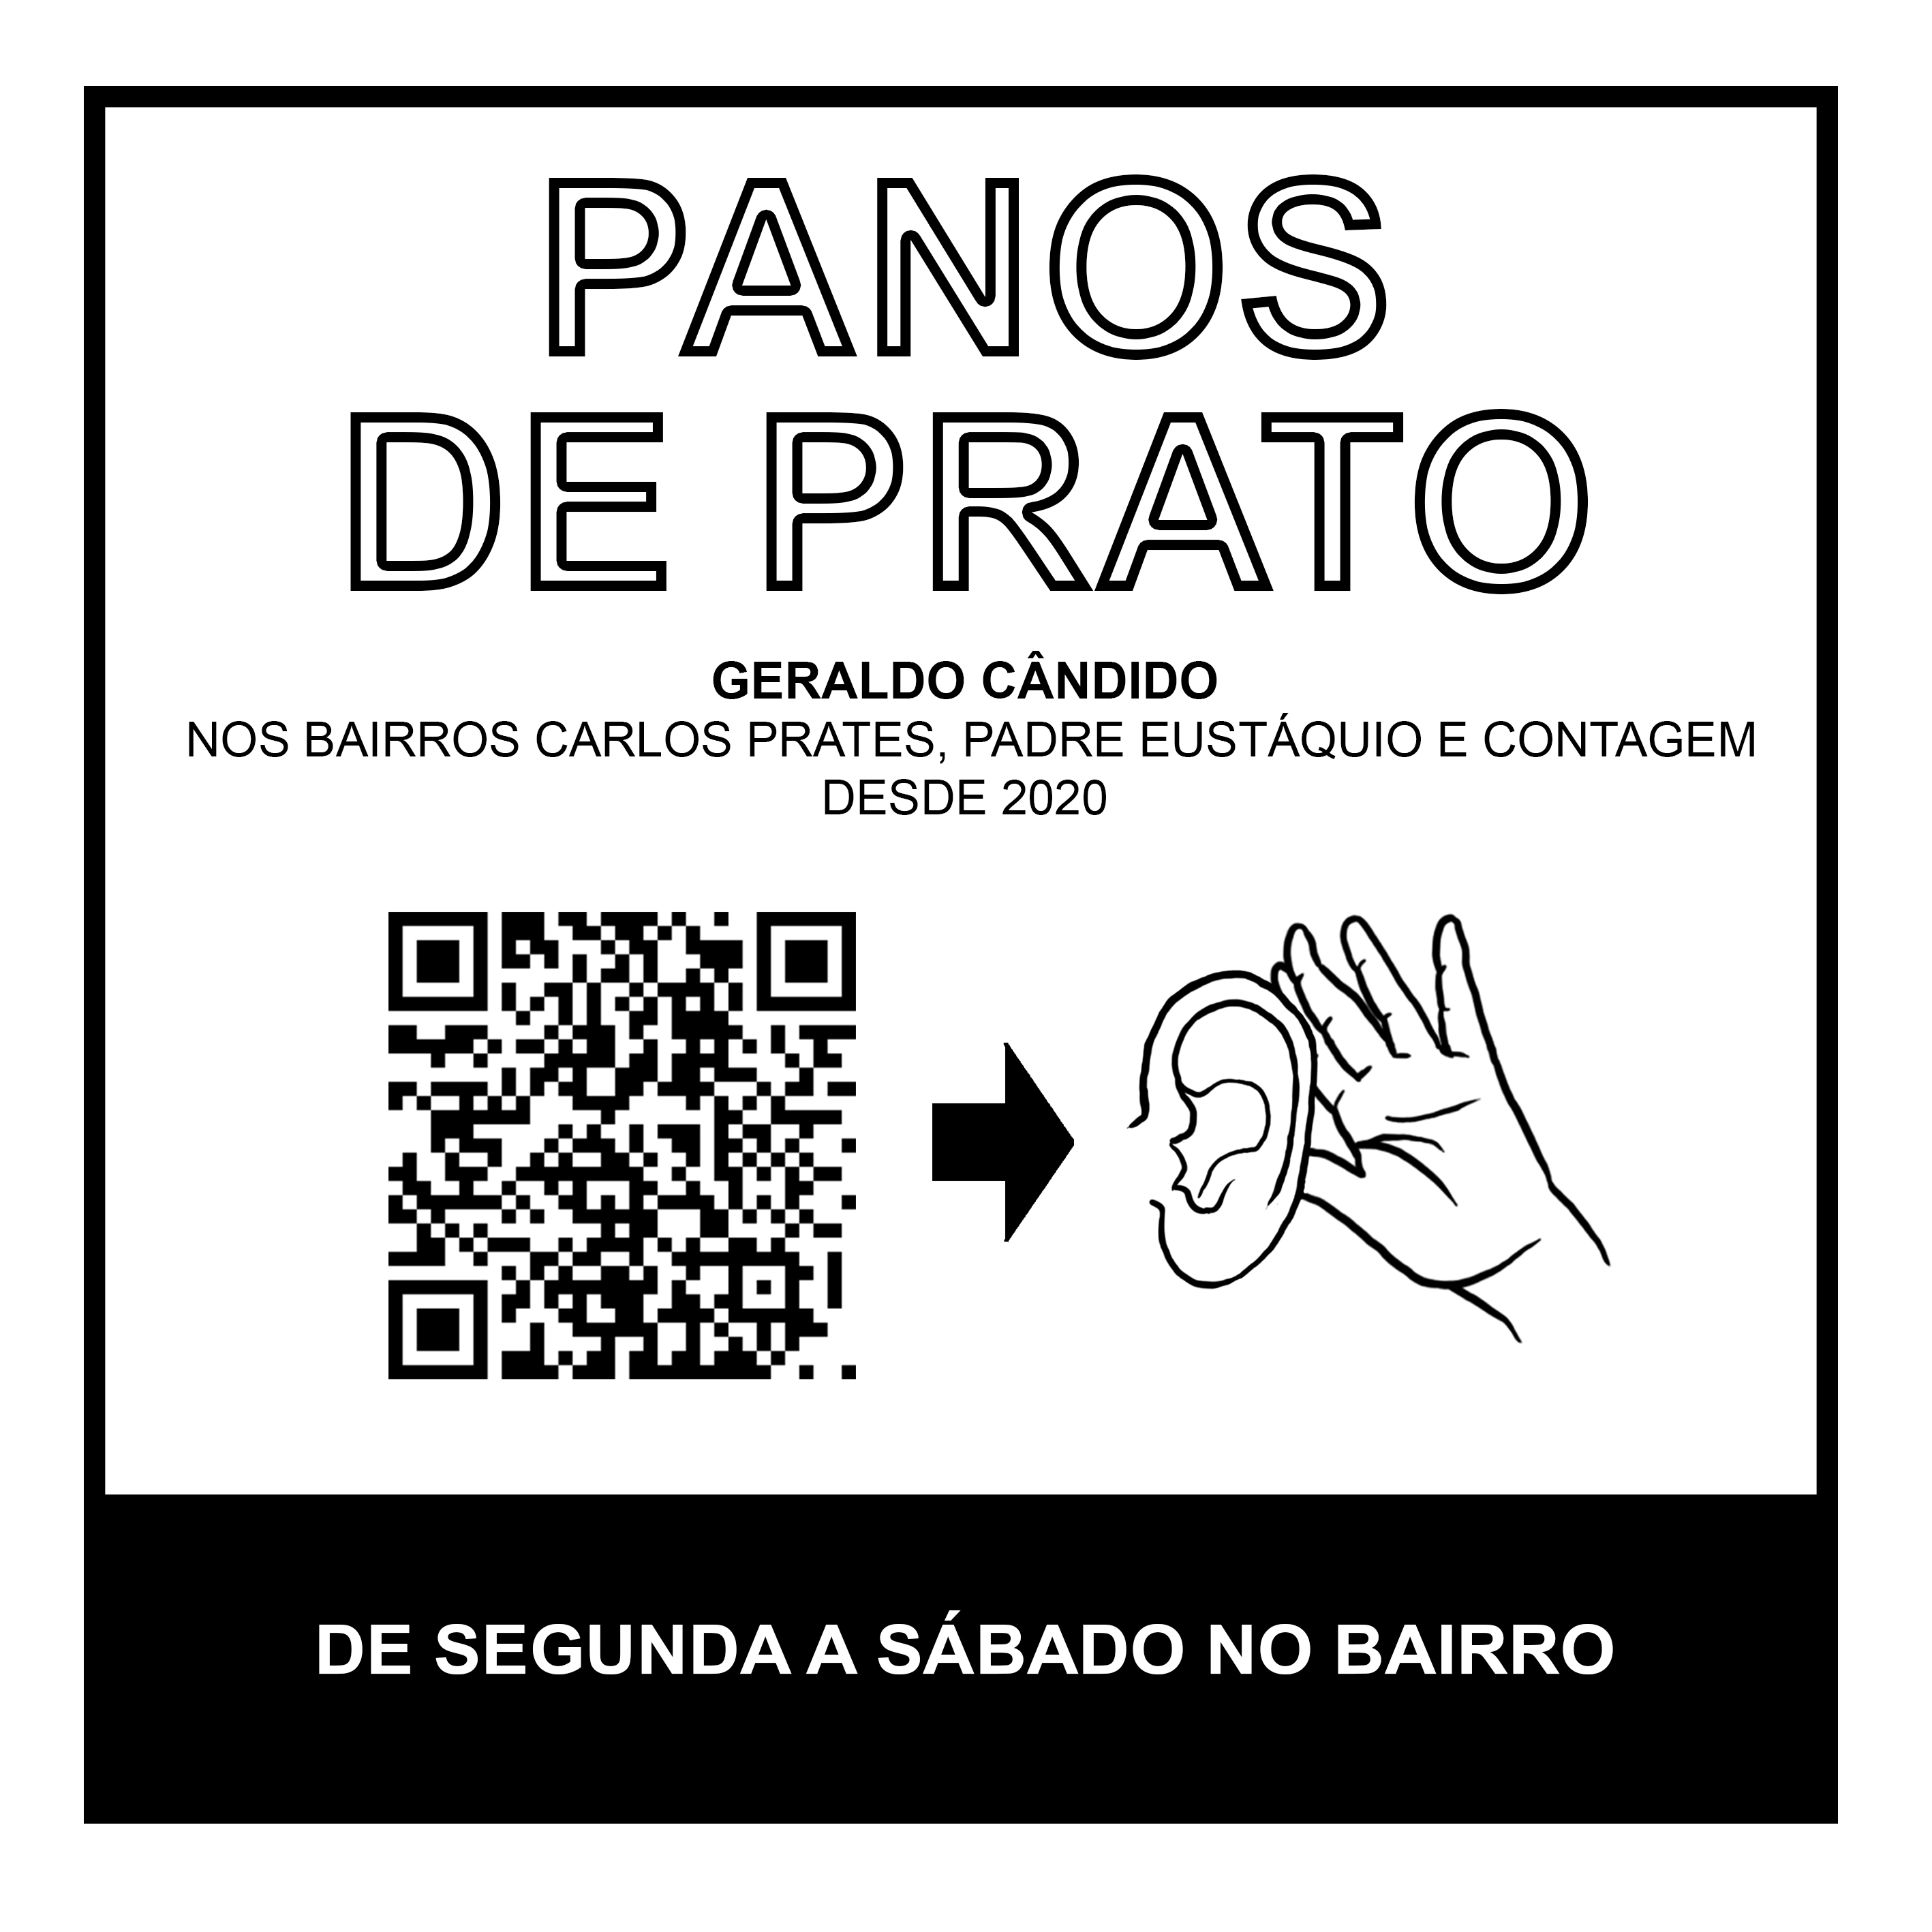 PANOS
DE PRATO
GERALDO CÂNDIDO
NOS BAIRROS CARLOS PRATES, PADRE EUSTÁQUIO E CONTAGEM
DESDE 2020
DE SEGUNDA A SÁBADO NO BAIRRO